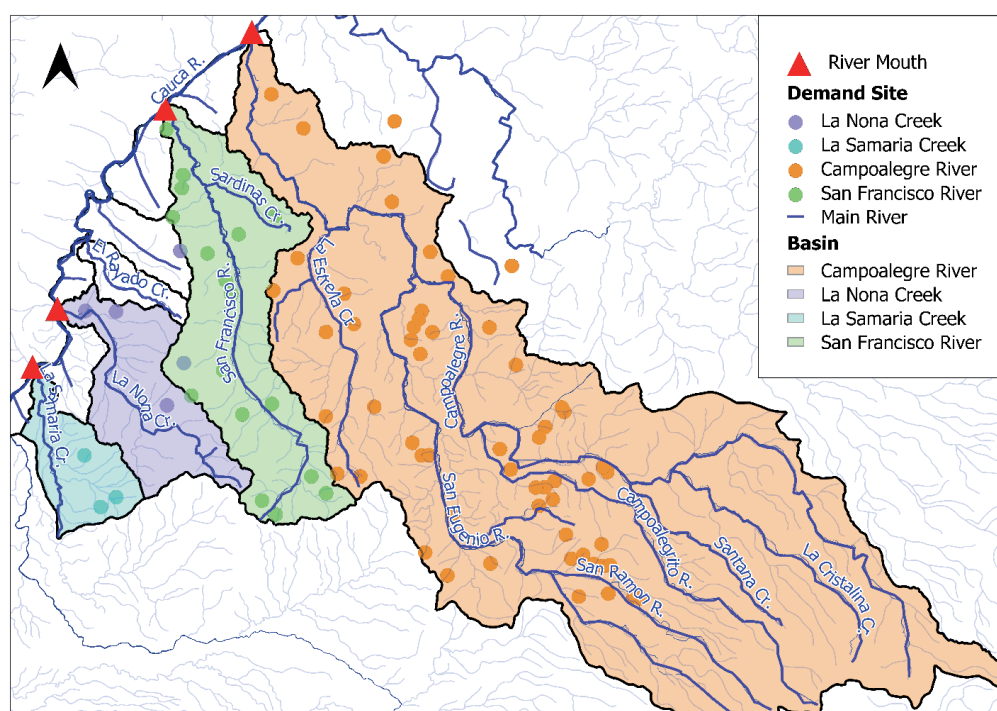 River Mouth
Demand Site
La Nona Creek
La Samaria Creek
Campoalegre River
San Francisco River
Main River
Basin
Campoalegre River
La Nona Creek
La Samaria Creek
San Francisco River
Cauca R.
Sardinas Cr.
El Rayado Cr.
La Estrella Cr.
San Francisco R.
Campoalegre R.
La Nona Cr.
La Samaria Cr.
San Eugenio R.
Campoalegrito R.
San Ramon R.
Santana Cr.
La Cristalina C.